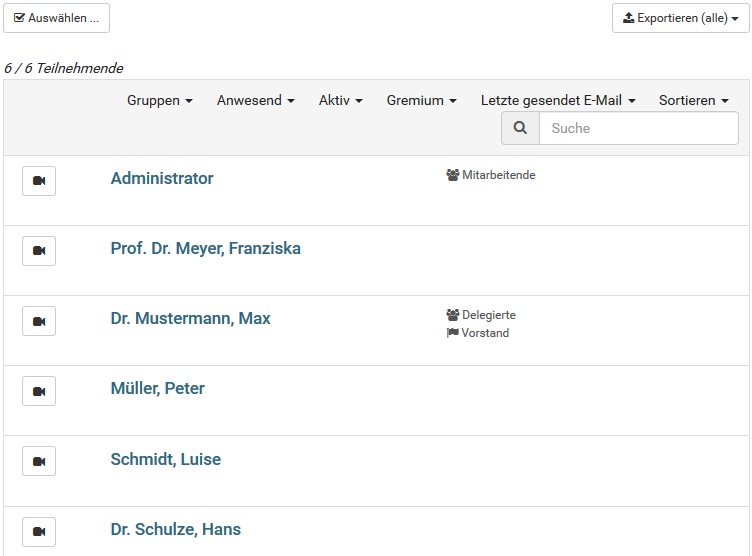 Auswählen ...
Exportieren (alle)
6 / 6 Teilnehmende
Gruppen Anwesend Aktiv Gremium Letzte gesendet E-Mail Sortieren
Suche
Administrator Mitarbeitende
Prof. Dr. Meyer, Franziska
Dr. Mustermann, Max Delegierte
Vorstand
Müller, Peter
Schmidt, Luise
Dr. Schulze, Hans